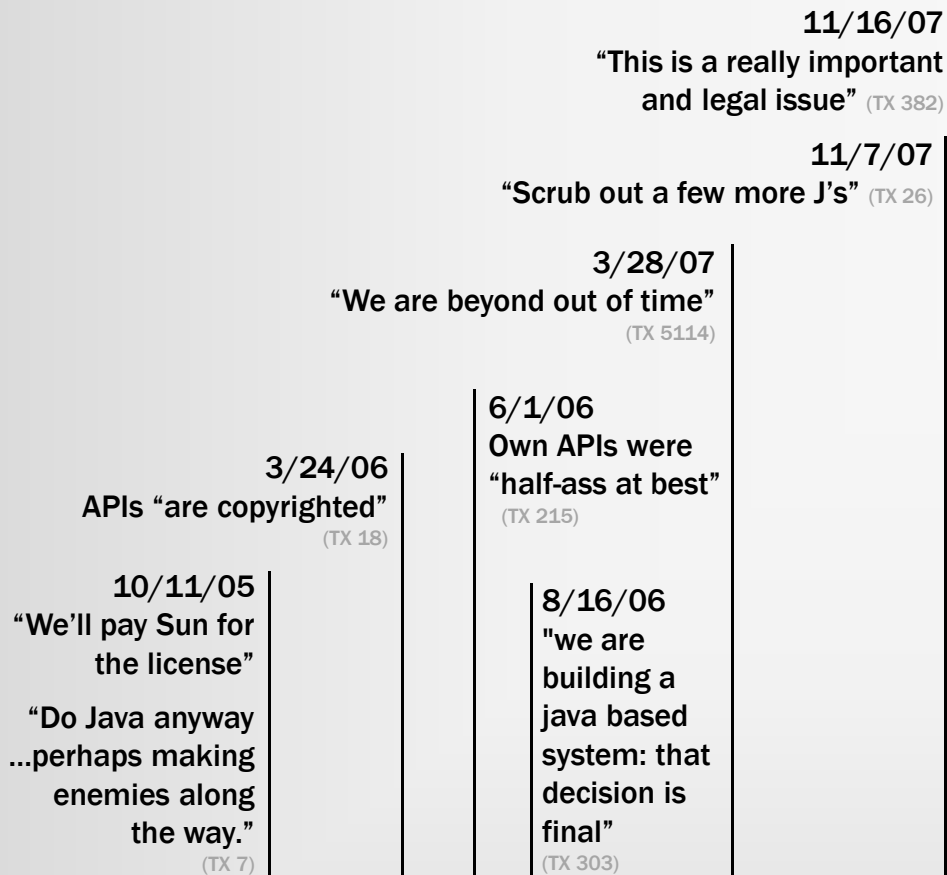 11/16/07
“This is a really important
and legal issue” (TX 382)
11/7/07
“Scrub out a few more J’s” (TX 26)
3/28/07
“We are beyond out of time”
(TX 5114)
6/1/06
Own APIs were
“half-ass at best”
(TX 215)
3/24/06
APIs “are copyrighted”
(TX 18)
10/11/05
“We’ll pay Sun for
the license”
“Do Java anyway
...perhaps making
enemies along
the way.”
(TX 7)
8/16/06
"we are
building a
java based
system: that
decision is
final”
(TX 303)